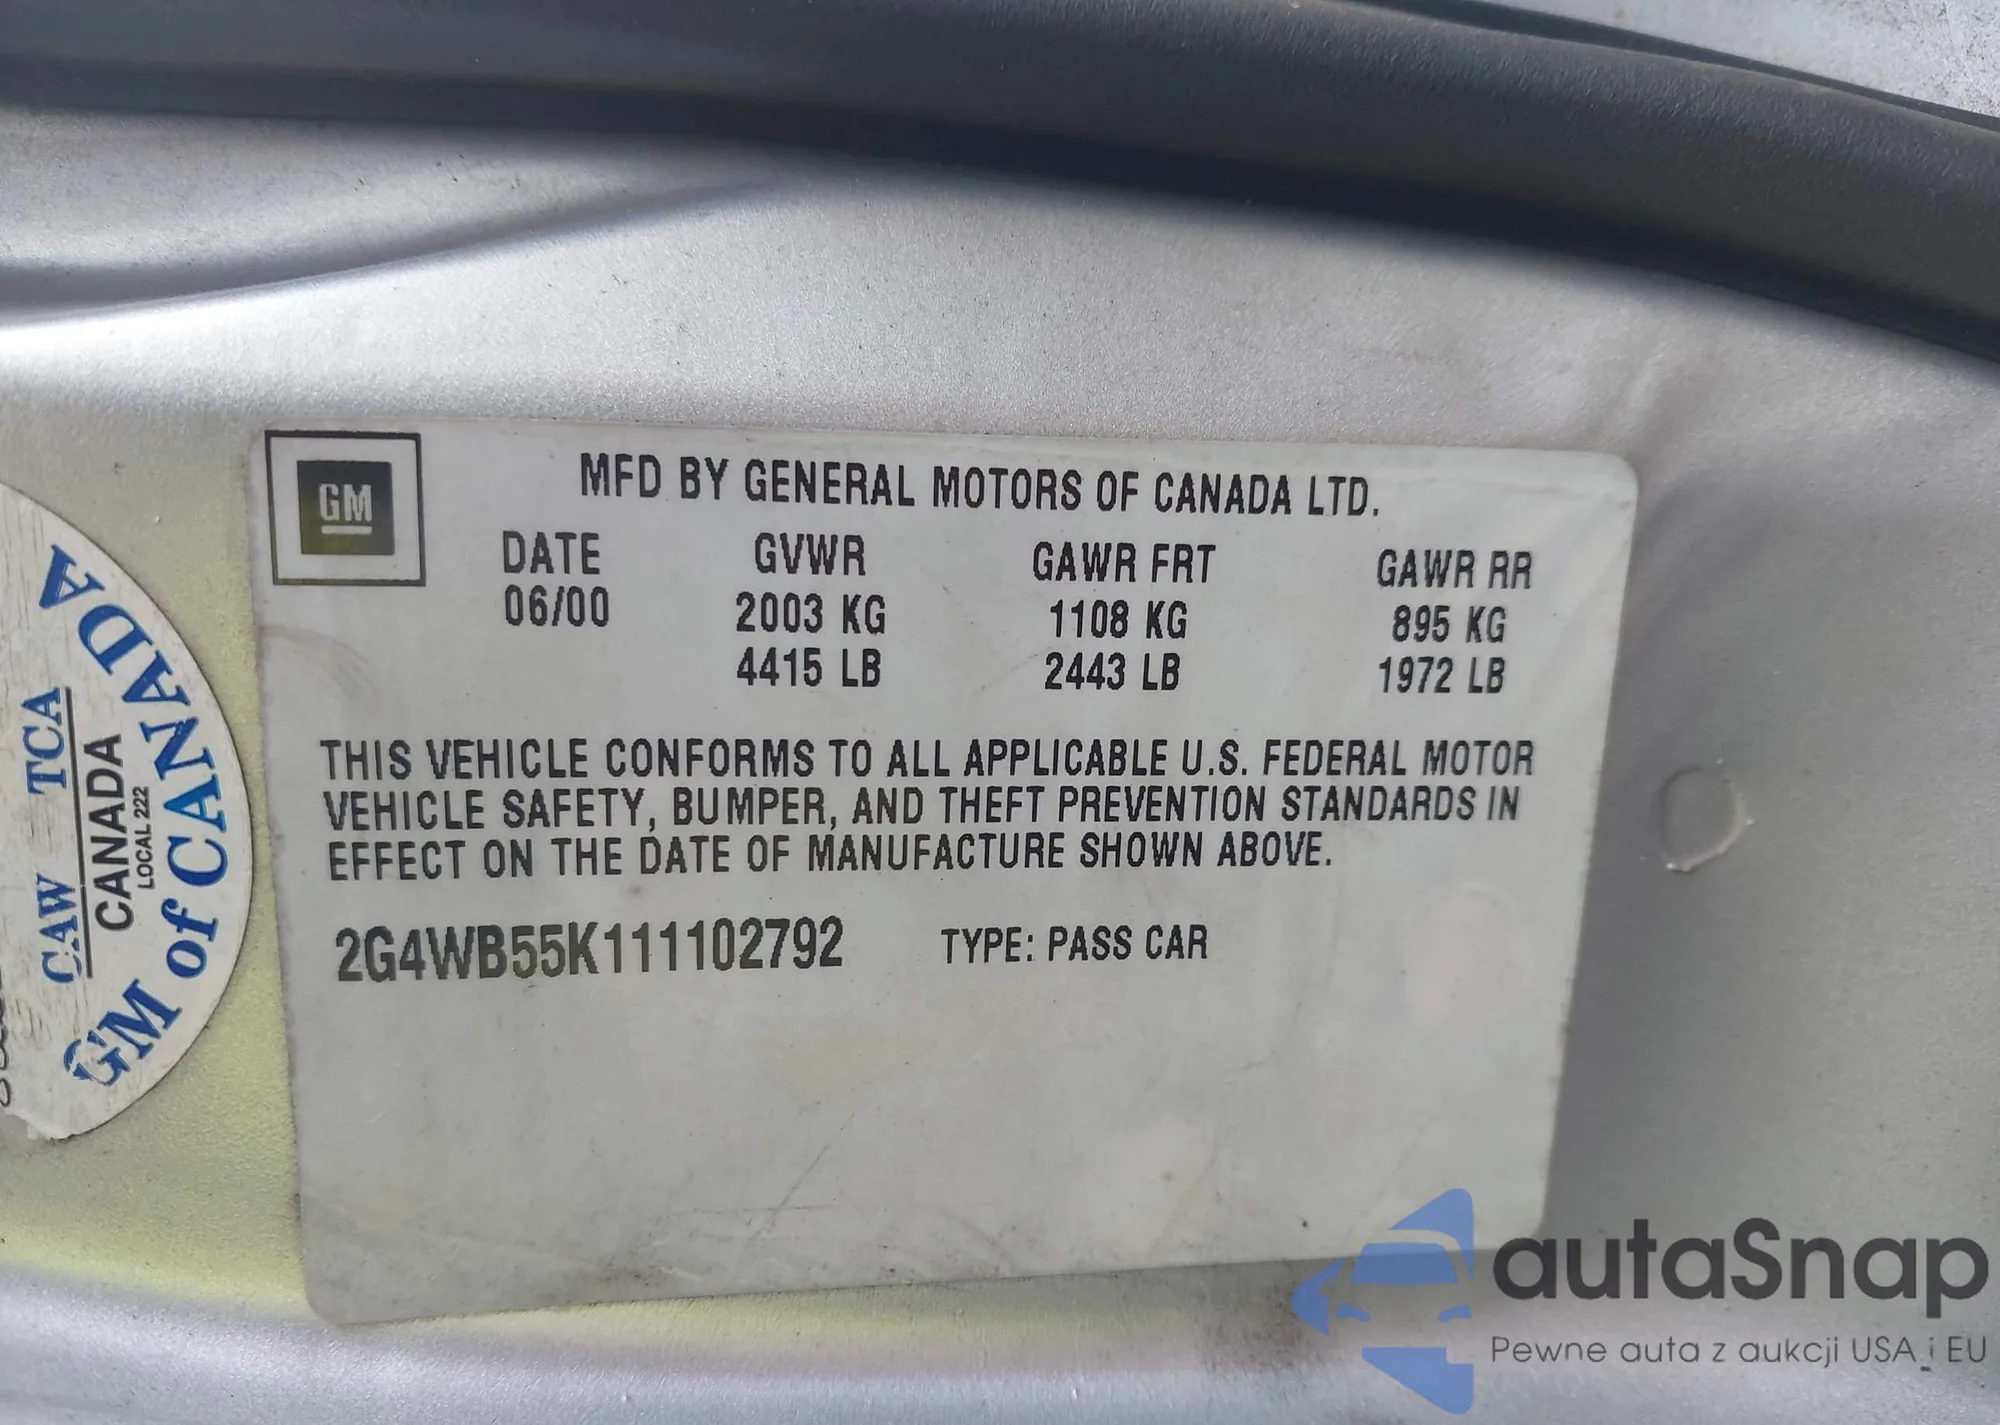 GM
MFD BY GENERAL MOTORS OF CANADA LTD.
DATE GVWR GAWR FRT GAWR RR
06/00 2003 KG 1108 KG 895 KG
4415 LB 2443 LB 1972 LB
THIS VEHICLE CONFORMS TO ALL APPLICABLE U.S. FEDERAL MOTOR
VEHICLE SAFETY, BUMPER, AND THEFT PREVENTION STANDARDS IN
EFFECT ON THE DATE OF MANUFACTURE SHOWN ABOVE.
2G4WB55K111102792 TYPE: PASS CAR
CAW TCA
CANADA
LOCAL 222
GM of CANADA
autaSnap
Pewne auta z aukcji USA i EU